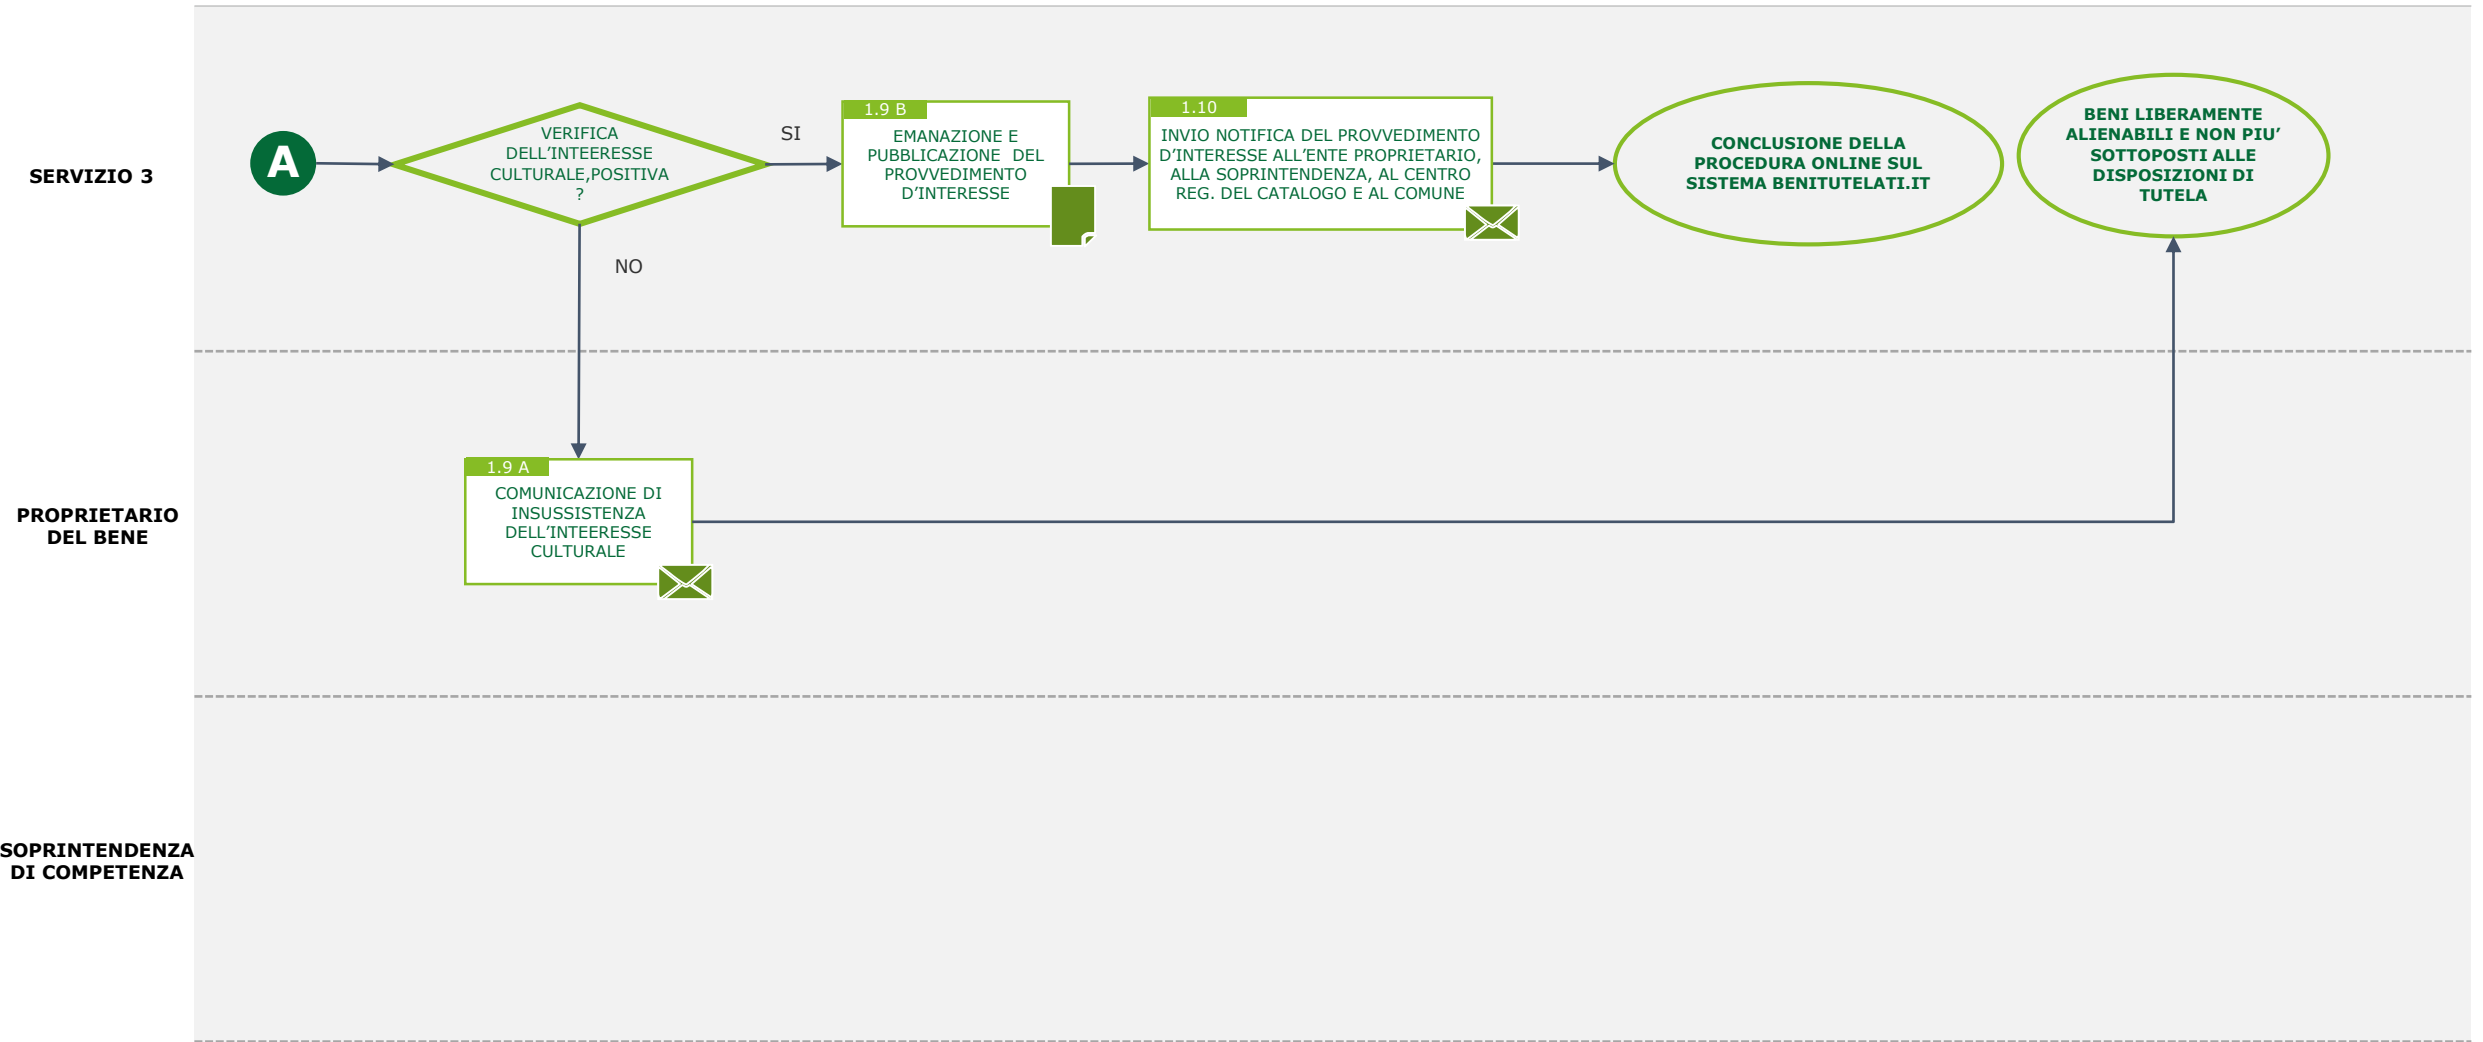 SERVIZIO 3
A
VERIFICA
DELL’INTEERESSE
CULTURALE,POSITIVA
?
SI
NO
1.9 B
EMANAZIONE E
PUBBLICAZIONE DEL
PROVVEDIMENTO
D’INTERESSE
1.10
INVIO NOTIFICA DEL PROVVEDIMENTO
D’INTERESSE ALL’ENTE PROPRIETARIO,
ALLA SOPRINTENDENZA, AL CENTRO
REG. DEL CATALOGO E AL COMUNE
CONCLUSIONE DELLA
PROCEDURA ONLINE SUL
SISTEMA BENITUTELATI.IT
BENI LIBERAMENTE
ALIENABILI E NON PIU’
SOTTOPOSTI ALLE
DISPOSIZIONI DI
TUTELA
PROPRIETARIO
DEL BENE
1.9 A
COMUNICAZIONE DI
INSUSSISTENZA
DELL’INTEERESSE
CULTURALE
SOPRINTENDENZA
DI COMPETENZA